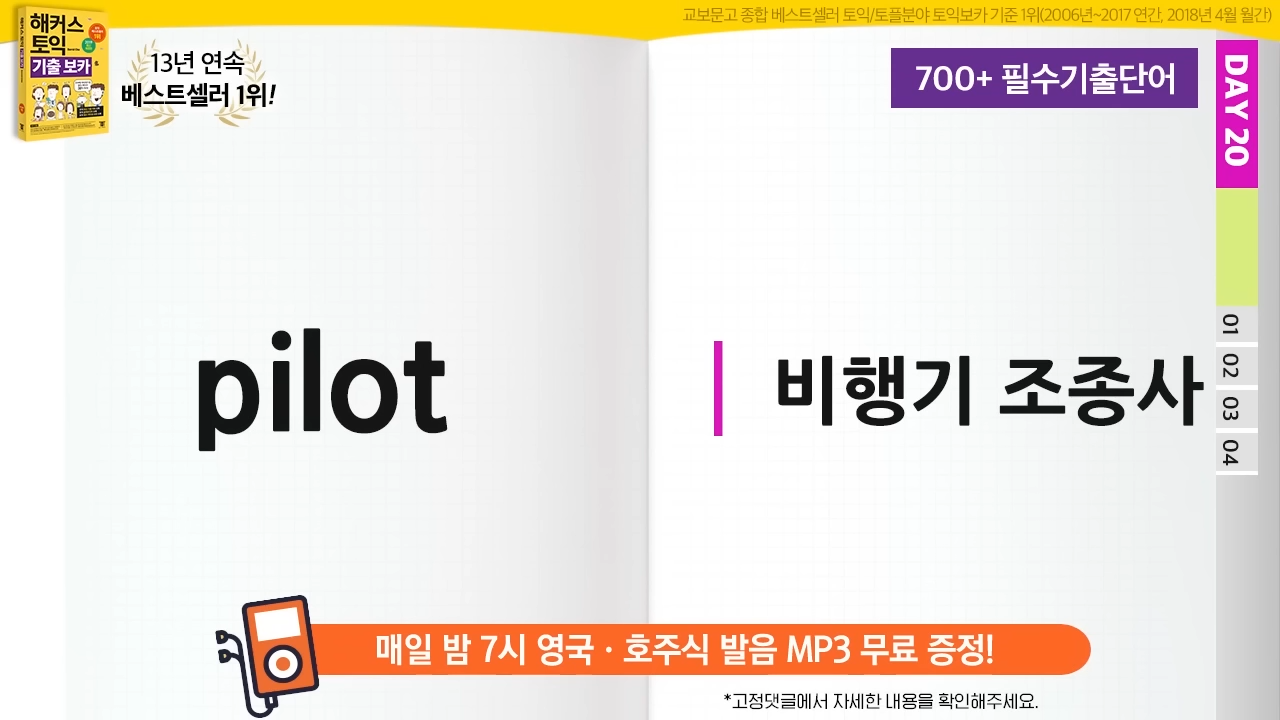 교보문고 종합 베스트셀러 토익/토플분야 토익보카 기준 1위(2006년~2017 연간, 2018년 4월 월간)
해커스
토익
기출 보카
13년 연속
베스트셀러 1위!
700+ 필수기출단어
DAY 20
pilot
비행기 조종사
01
02
03
04
매일 밤 7시 영국 · 호주식 발음 MP3 무료 증정!
*고정댓글에서 자세한 내용을 확인해주세요.